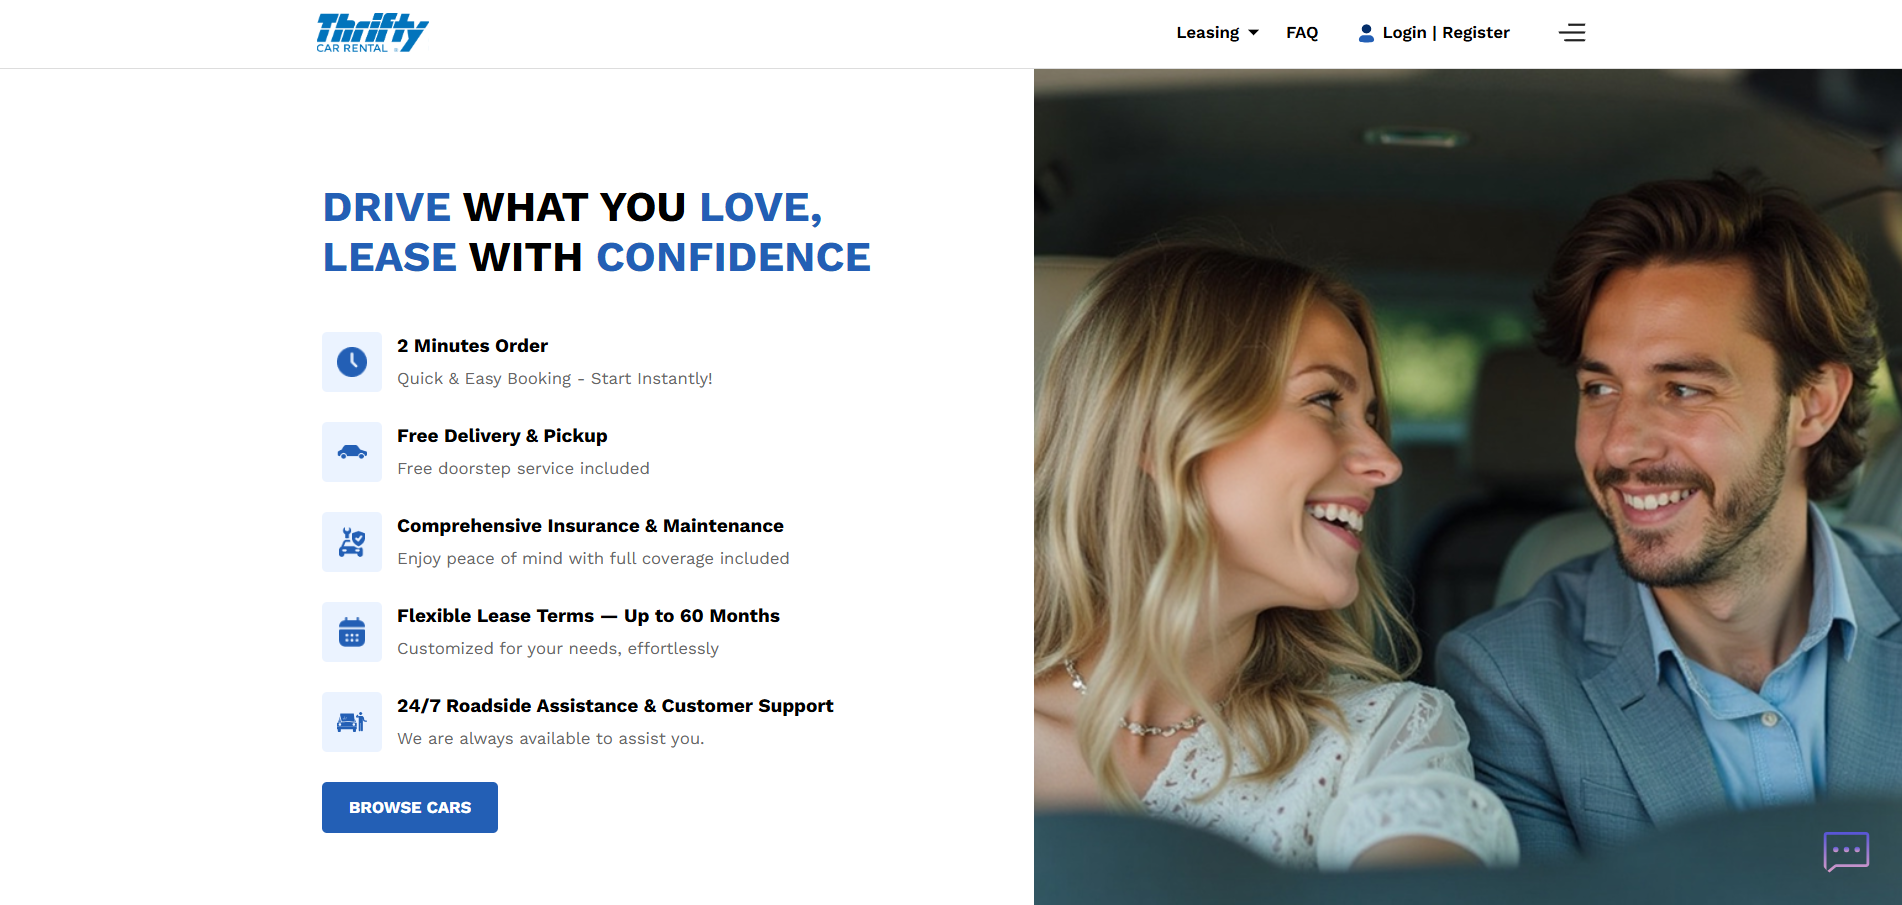 Thrifty
CAR RENTAL
Leasing
FAQ
Login | Register
DRIVE WHAT YOU LOVE,
LEASE WITH CONFIDENCE
2 Minutes Order
Quick & Easy Booking - Start Instantly!
Free Delivery & Pickup
Free doorstep service included
Comprehensive Insurance & Maintenance
Enjoy peace of mind with full coverage included
Flexible Lease Terms — Up to 60 Months
Customized for your needs, effortlessly
24/7 Roadside Assistance & Customer Support
We are always available to assist you.
BROWSE CARS